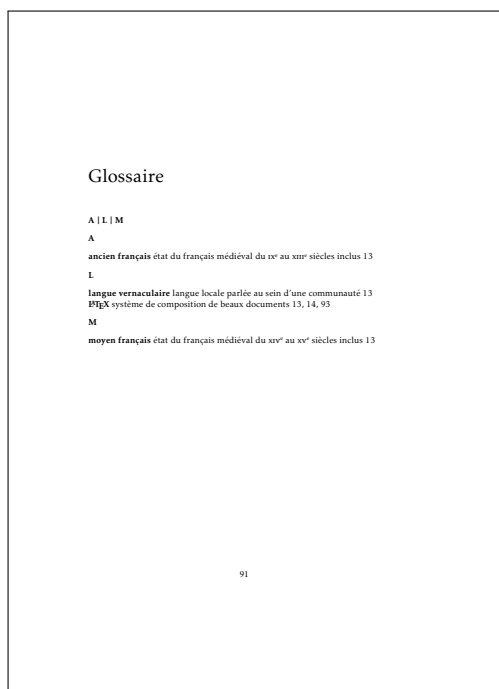 Glossaire
A | L | M
A
ancien français état du français médiéval du IXᵉ au XIIIᵉ siècles inclus 13
L
langue vernaculaire langue locale parlée au sein d’une communauté 13
LATEX système de composition de beaux documents 13, 14, 93
M
moyen français état du français médiéval du XIVᵉ au XVᵉ siècles inclus 13
91